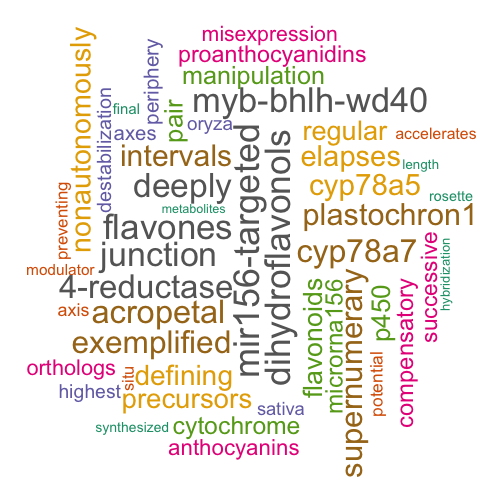 misexpression
proanthocyanidins
manipulation
myb-bhlh-wd40
nonautonomously
destabilization
final
periphery
axes
pair
oryza
regular
accelerates
intervals
elapses
length
deeply
cyp78a5
rosette
metabolites
plastochron1
flavones
mir156-targeted
dihydroflavonols
preventing
junction
cyp78a7
modulator
4-reductase
successive
hybridization
axis
acropetal
flavonoids
microrna156
supernumerary
p450
compensatory
exemplified
orthologs
situ
defining
potential
highest
precursors
sativa
synthesized
cytochrome
anthocyanins